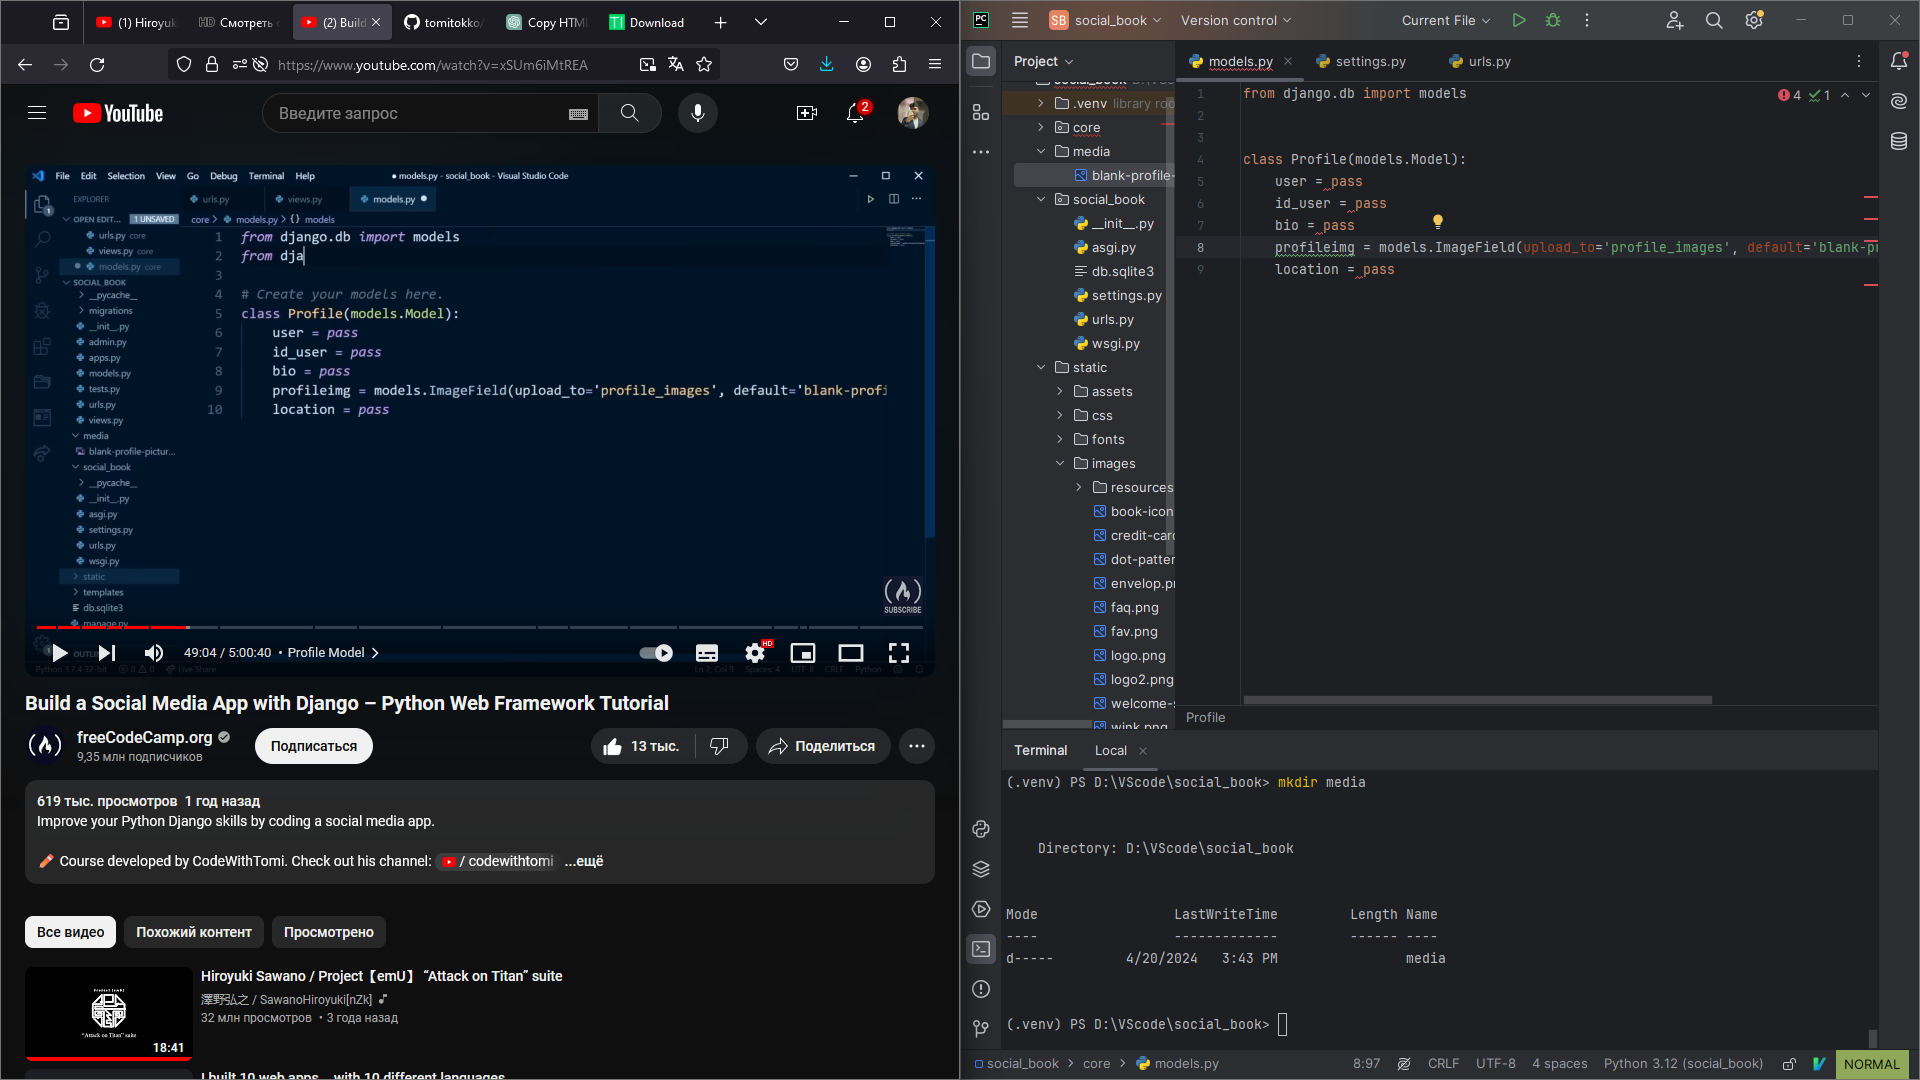 (1) Hiroyuk
HD Смотреть
(2) Build
tomitokko/
Copy HTM
TI Download
https://www.youtube.com/watch?v=xSUm6iMtREA
YouTube
Введите запрос
2
File Edit Selection View Go Debug Terminal Help
models.py - social_book - Visual Studio Code
EXPLORER
urls.py
views.py
models.py
OPEN EDIT... 1 UNSAVED
core > models.py > {} models
urls.py core
views.py core
models.py core
SOCIAL_BOOK
__pycache__
migrations
__init__.py
admin.py
apps.py
models.py
tests.py
urls.py
views.py
media
blank-profile-pictur...
social_book
__pycache__
__init__.py
asgi.py
settings.py
urls.py
wsgi.py
static
templates
db.sqlite3
manage.py
1 from django.db import models
2 from dja
3
4 # Create your models here.
5 class Profile(models.Model):
6 user = pass
7 id_user = pass
8 bio = pass
9 profileimg = models.ImageField(upload_to='profile_images', default='blank-profi
10 location = pass
SUBSCRIBE
49:04 / 5:00:40 • Profile Model
HD
Build a Social Media App with Django – Python Web Framework Tutorial
freeCodeCamp.org
9,35 млн подписчиков
Подписаться
13 тыс.
Поделиться
619 тыс. просмотров 1 год назад
Improve your Python Django skills by coding a social media app.
Course developed by CodeWithTomi. Check out his channel: / codewithtomi ...ещё
Все видео
Похожий контент
Просмотрено
Hiroyuki Sawano / Project【emU】 “Attack on Titan” suite
澤野弘之 / SawanoHiroyuki[nZk]
32 млн просмотров • 3 года назад
"Attack on Titan" suite
18:41
I built 10 web apps... with 10 different languages
PC
SB social_book
Version control
Current File
Project
models.py
settings.py
urls.py
.venv library roo
core
media
blank-profile-
social_book
__init__.py
asgi.py
db.sqlite3
settings.py
urls.py
wsgi.py
static
assets
css
fonts
images
resources
book-icon
credit-card
dot-patter
envelop.pn
faq.png
fav.png
logo.png
logo2.png
welcome-s
wink.png
4 1
1 from django.db import models
2
3
4 class Profile(models.Model):
5 user = pass
6 id_user = pass
7 bio = pass
8 profileimg = models.ImageField(upload_to='profile_images', default='blank-pr
9 location = pass
Profile
Terminal
Local
(.venv) PS D:\VScode\social_book> mkdir media
Directory: D:\VScode\social_book
Mode LastWriteTime Length Name
---- ------------- ------ ----
d----- 4/20/2024 3:43 PM media
(.venv) PS D:\VScode\social_book>
social_book > core > models.py
8:97
CRLF
UTF-8
4 spaces
Python 3.12 (social_book)
NORMAL